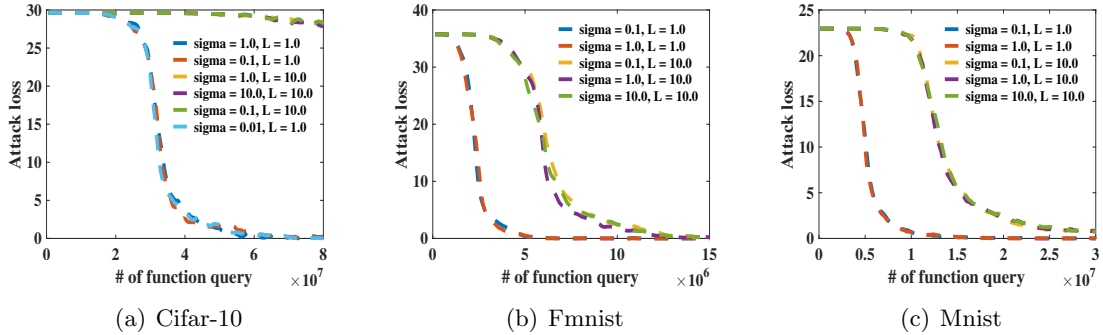 30
25
20
15
10
5
0
Attack loss
sigma = 1.0, L = 1.0
sigma = 0.1, L = 1.0
sigma = 1.0, L = 10.0
sigma = 10.0, L = 10.0
sigma = 0.1, L = 10.0
sigma = 0.01, L = 1.0
0 2 4 6 8
# of function query ×10^7
(a) Cifar-10
40
30
20
10
0
Attack loss
sigma = 0.1, L = 1.0
sigma = 1.0, L = 1.0
sigma = 0.1, L = 10.0
sigma = 1.0, L = 10.0
sigma = 10.0, L = 10.0
0 5 10 15
# of function query ×10^6
(b) Fmnist
25
20
15
10
5
0
Attack loss
sigma = 0.1, L = 1.0
sigma = 1.0, L = 1.0
sigma = 0.1, L = 10.0
sigma = 1.0, L = 10.0
sigma = 10.0, L = 10.0
0 0.5 1 1.5 2 2.5 3
# of function query ×10^7
(c) Mnist